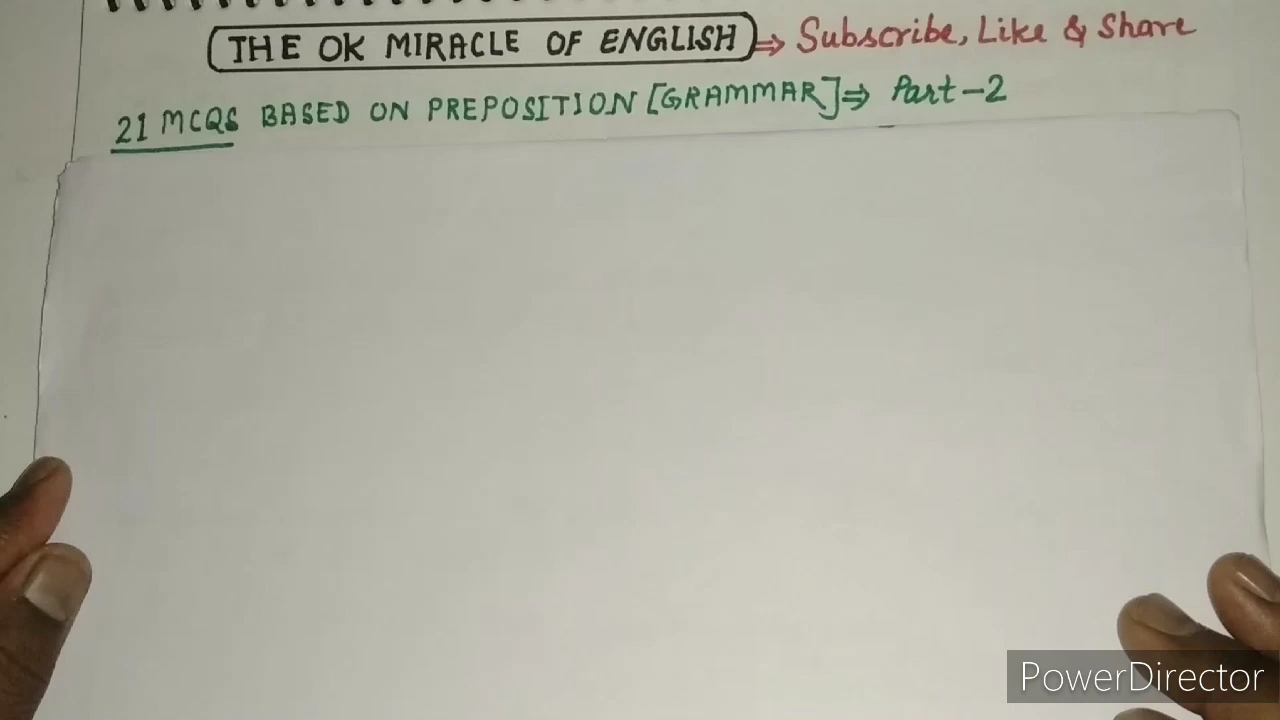 THE OK MIRACLE OF ENGLISH ⇒ Subscribe, Like & Share
21 MCQS BASED ON PREPOSITION [GRAMMAR] ⇒ Part-2
PowerDirector